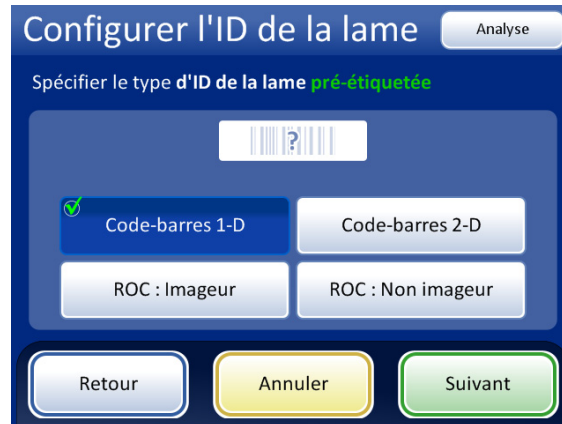 Configurer l'ID de la lame
Analyse
Spécifier le type d'ID de la lame pré-étiquetée
?
Code-barres 1-D
Code-barres 2-D
ROC : Imageur
ROC : Non imageur
Retour
Annuler
Suivant